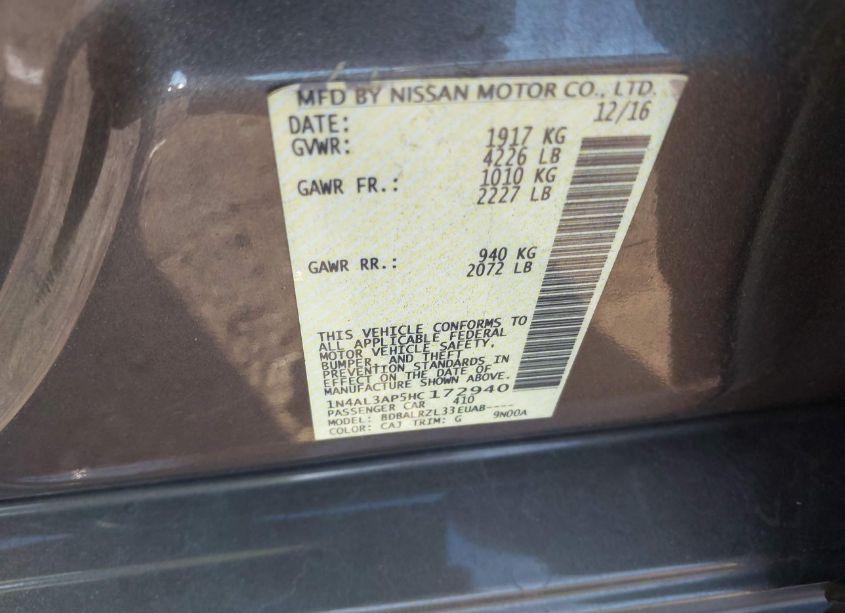 MFD BY NISSAN MOTOR CO., LTD.
DATE: 12/16
GVWR: 1917 KG
4226 LB
GAWR FR.: 1010 KG
2227 LB
GAWR RR.: 940 KG
2072 LB
THIS VEHICLE CONFORMS TO
ALL APPLICABLE FEDERAL
MOTOR VEHICLE SAFETY,
BUMPER, AND THEFT
PREVENTION STANDARDS IN
EFFECT ON THE DATE OF
MANUFACTURE SHOWN ABOVE.
1N4AL3AP5HC172940
PASSENGER CAR 410
MODEL: BDBALRZL33EUAB----
COLOR: CAJ TRIM: G 9N00A